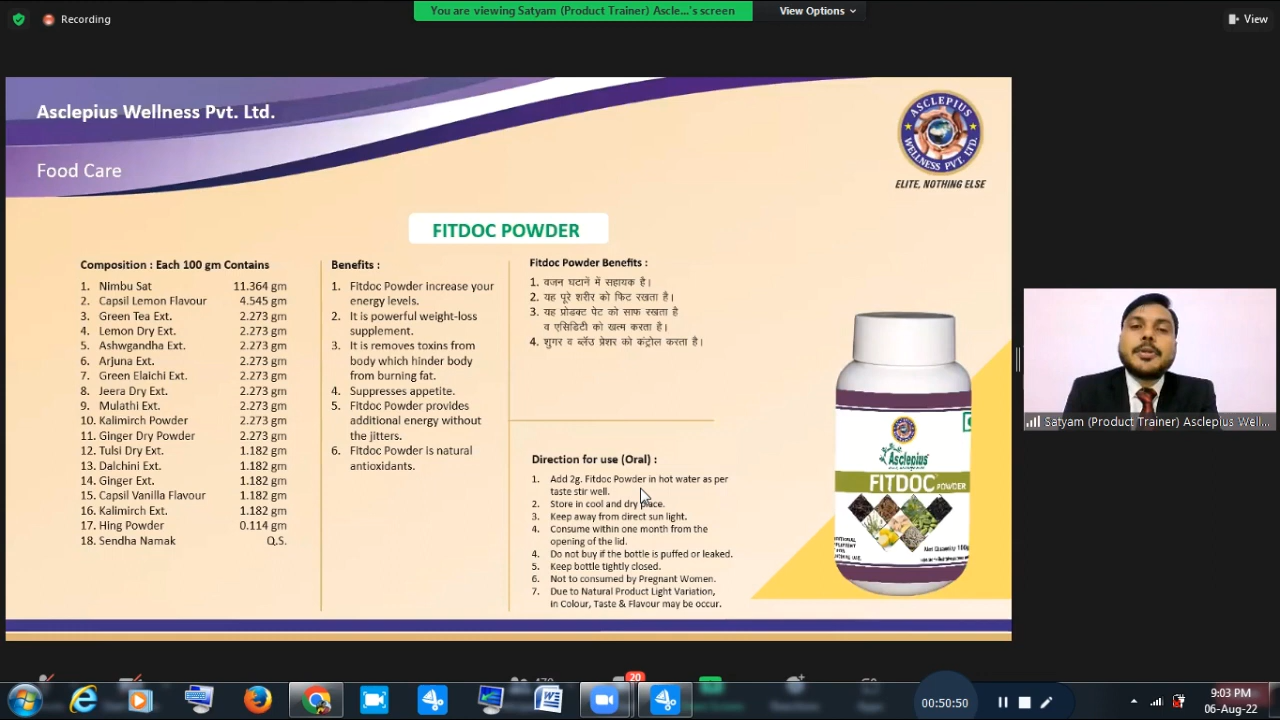 Recording
You are viewing Satyam (Product Trainer) Ascle...'s screen
View Options
View
Asclepius Wellness Pvt. Ltd.
Food Care
ASCLEPIUS
WELLNESS PVT. LTD.
ELITE, NOTHING ELSE
FITDOC POWDER
Composition : Each 100 gm Contains
1. Nimbu Sat 11.364 gm
2. Capsil Lemon Flavour 4.545 gm
3. Green Tea Ext. 2.273 gm
4. Lemon Dry Ext. 2.273 gm
5. Ashwgandha Ext. 2.273 gm
6. Arjuna Ext. 2.273 gm
7. Green Elaichi Ext. 2.273 gm
8. Jeera Dry Ext. 2.273 gm
9. Mulathi Ext. 2.273 gm
10. Kalimirch Powder 2.273 gm
11. Ginger Dry Powder 2.273 gm
12. Tulsi Dry Ext. 1.182 gm
13. Dalchini Ext. 1.182 gm
14. Ginger Ext. 1.182 gm
15. Capsil Vanilla Flavour 1.182 gm
16. Kalimirch Ext. 1.182 gm
17. Hing Powder 0.114 gm
18. Sendha Namak Q.S.
Benefits :
1. FItdoc Powder increase your
energy levels.
2. It is powerful weight-loss
supplement.
3. It is removes toxins from
body which hinder body
from burning fat.
4. Suppresses appetite.
5. FItdoc Powder provides
additional energy without
the jitters.
6. FItdoc Powder is natural
antioxidants.
Fitdoc Powder Benefits :
1. वजन घटानें में सहायक है।
2. यह पूरे शरीर को फिट रखता है।
3. यह प्रोडक्ट पेट को साफ रखता है
व एसिडिटी को खत्म करता है।
4. शुगर व ब्लॅड प्रेशर को कंट्रोल करता है।
Direction for use (Oral) :
1. Add 2g. Fitdoc Powder in hot water as per
taste stir well.
2. Store in cool and dry place.
3. Keep away from direct sun light.
4. Consume within one month from the
opening of the lid.
4. Do not buy if the bottle is puffed or leaked.
5. Keep bottle tightly closed.
6. Not to consumed by Pregnant Women.
7. Due to Natural Product Light Variation,
in Colour, Taste & Flavour may be occur.
Asclepius
FITDOC POWDER
Net Quantity 100g
Satyam (Product Trainer) Asclepius Well...
20
00:50:50
9:03 PM
06-Aug-22